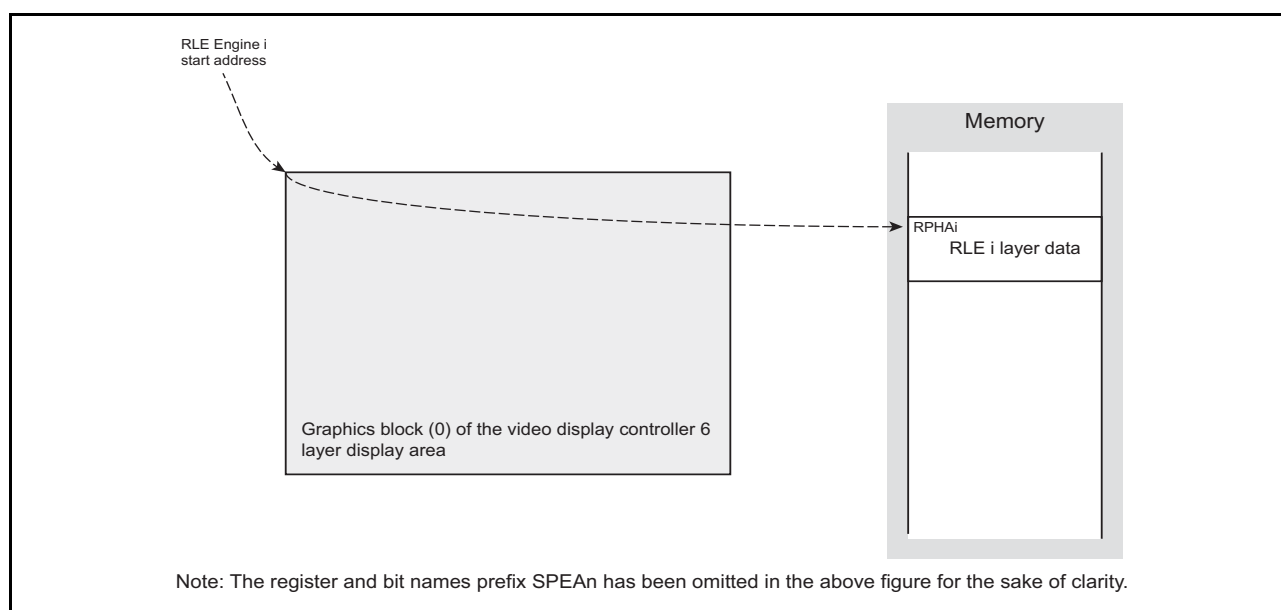 RLE Engine i
start address
Memory
RPHAi
RLE i layer data
Graphics block (0) of the video display controller 6
layer display area
Note: The register and bit names prefix SPEAn has been omitted in the above figure for the sake of clarity.